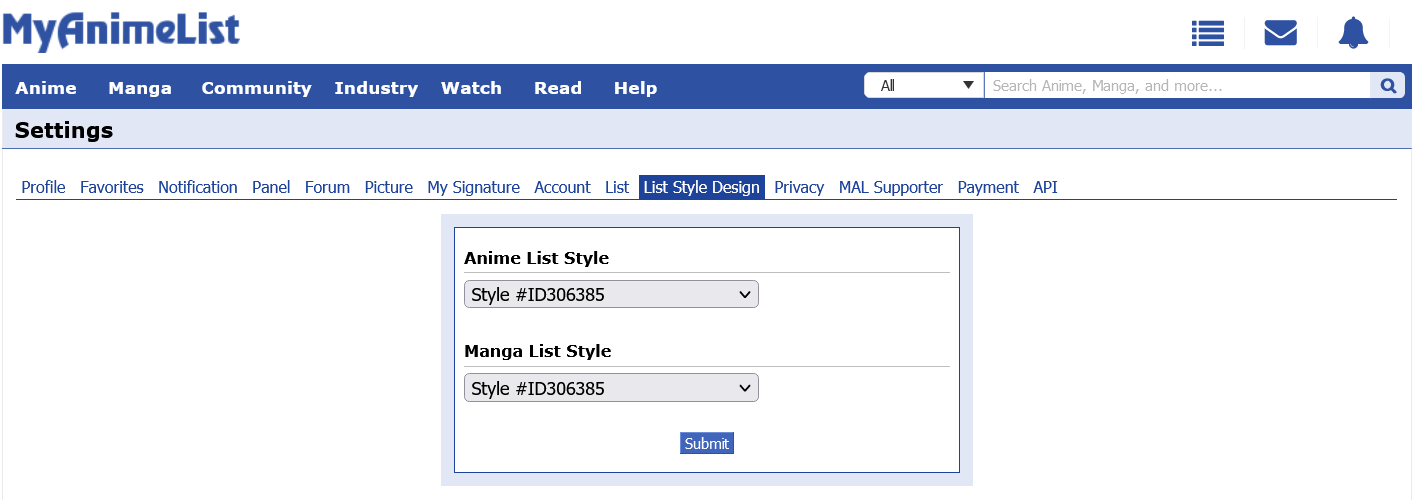 MyAnimeList
Anime Manga Community Industry Watch Read Help All Search Anime, Manga, and more...
Settings
Profile Favorites Notification Panel Forum Picture My Signature Account List List Style Design Privacy MAL Supporter Payment API
Anime List Style
Style #ID306385
Manga List Style
Style #ID306385
Submit